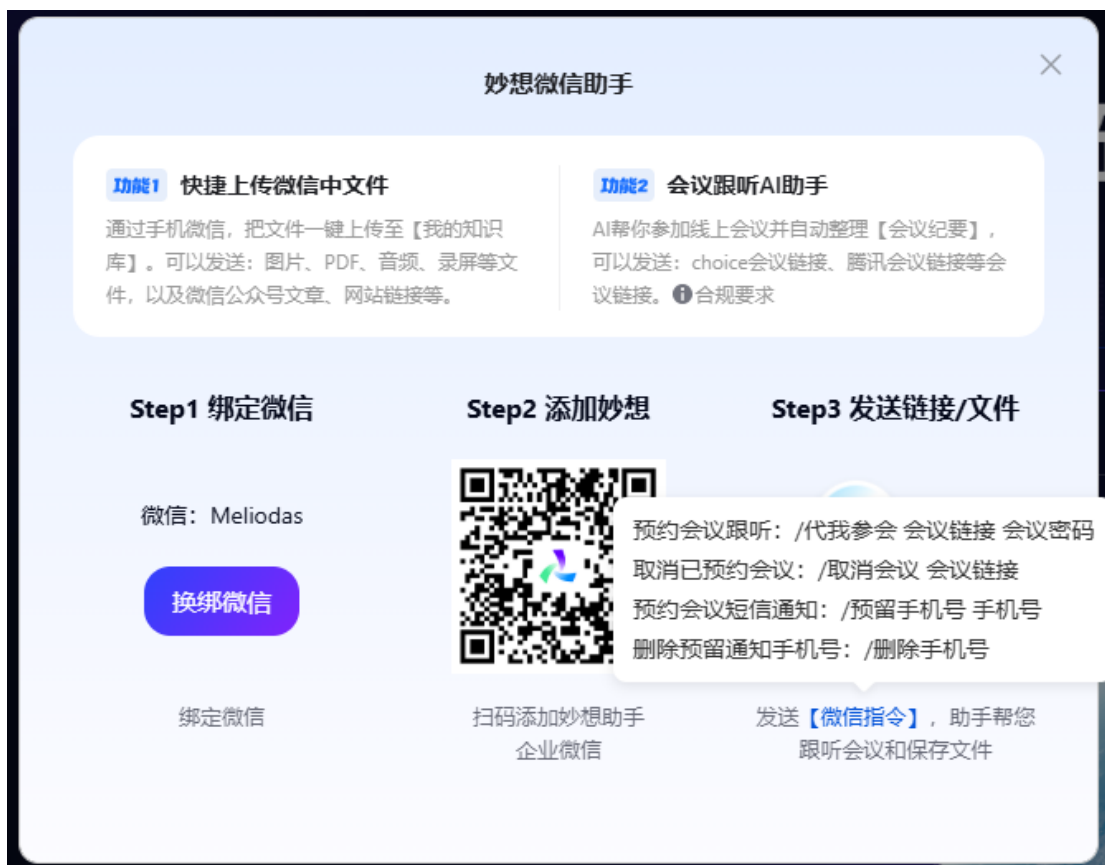 妙想微信助手
功能1 快捷上传微信中文件
通过手机微信，把文件一键上传至【我的知识
库】。可以发送：图片、PDF、音频、录屏等文
件，以及微信公众号文章、网站链接等。
功能2 会议跟听AI助手
AI帮你参加线上会议并自动整理【会议纪要】，
可以发送：choice会议链接、腾讯会议链接等会
议链接。 合规要求
Step1 绑定微信
微信：Meliodas
换绑微信
绑定微信
Step2 添加妙想
扫码添加妙想助手
企业微信
Step3 发送链接/文件
预约会议跟听：/代我参会 会议链接 会议密码
取消已预约会议：/取消会议 会议链接
预约会议短信通知：/预留手机号 手机号
删除预留通知手机号：/删除手机号
发送【微信指令】，助手帮您
跟听会议和保存文件